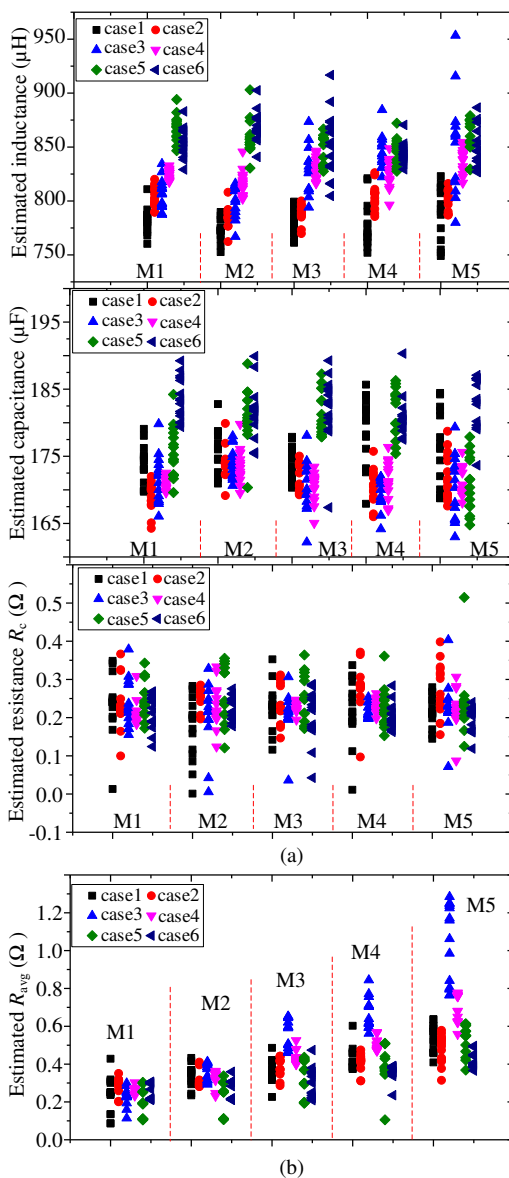 Estimated inductance (μH)
950
900
850
800
750
case1 case2
case3 case4
case5 case6
M1 M2 M3 M4 M5
Estimated capacitance (μF)
195
185
175
165
case1 case2
case3 case4
case5 case6
M1 M2 M3 M4 M5
Estimated resistance Rc (Ω)
0.5
0.4
0.3
0.2
0.1
0.0
-0.1
case1 case2
case3 case4
case5 case6
M1 M2 M3 M4 M5
(a)
Estimated Ravg (Ω)
1.2
1.0
0.8
0.6
0.4
0.2
0.0
case1 case2
case3 case4
case5 case6
M1 M2 M3 M4 M5
(b)